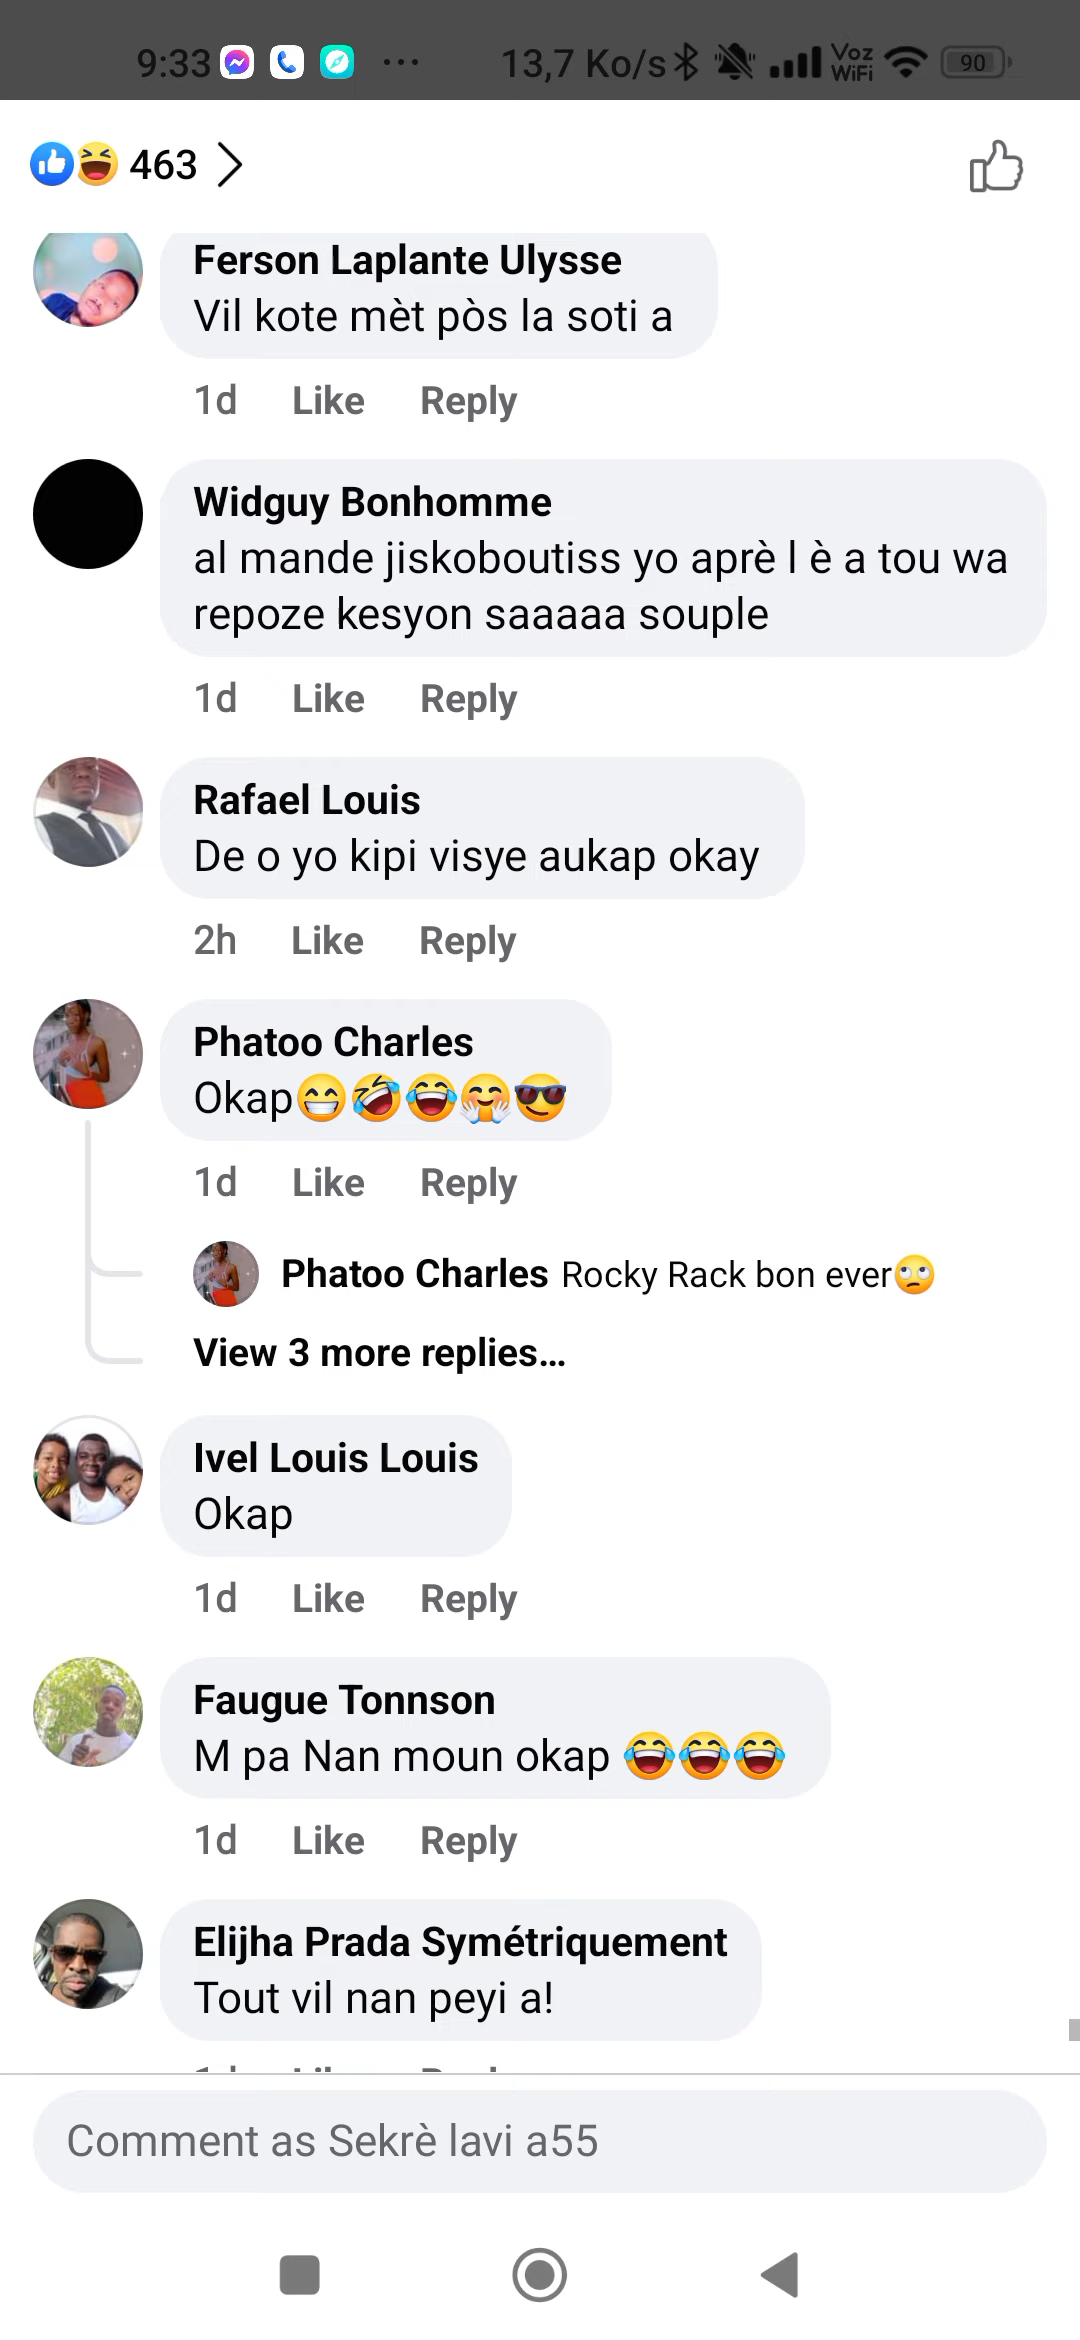 9:33 ... 13,7 Ko/s Voz WiFi 90
463
Ferson Laplante Ulysse
Vil kote mèt pòs la soti a
1d Like Reply
Widguy Bonhomme
al mande jiskoboutiss yo aprè l è a tou wa
repoze kesyon saaaaa souple
1d Like Reply
Rafael Louis
De o yo kipi visye aukap okay
2h Like Reply
Phatoo Charles
Okap😁🤣😂🤗😎
1d Like Reply
Phatoo Charles Rocky Rack bon ever🙄
View 3 more replies...
Ivel Louis Louis
Okap
1d Like Reply
Faugue Tonnson
M pa Nan moun okap 😂😂😂
1d Like Reply
Elijha Prada Symétriquement
Tout vil nan peyi a!
Comment as Sekrè lavi a55